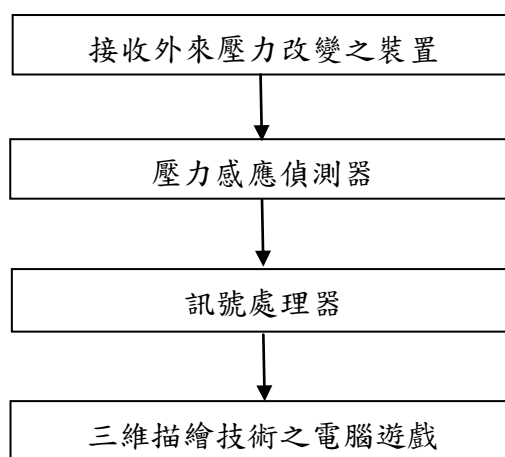 接收外來壓力改變之裝置
壓力感應偵測器
訊號處理器
三維描繪技術之電腦遊戲